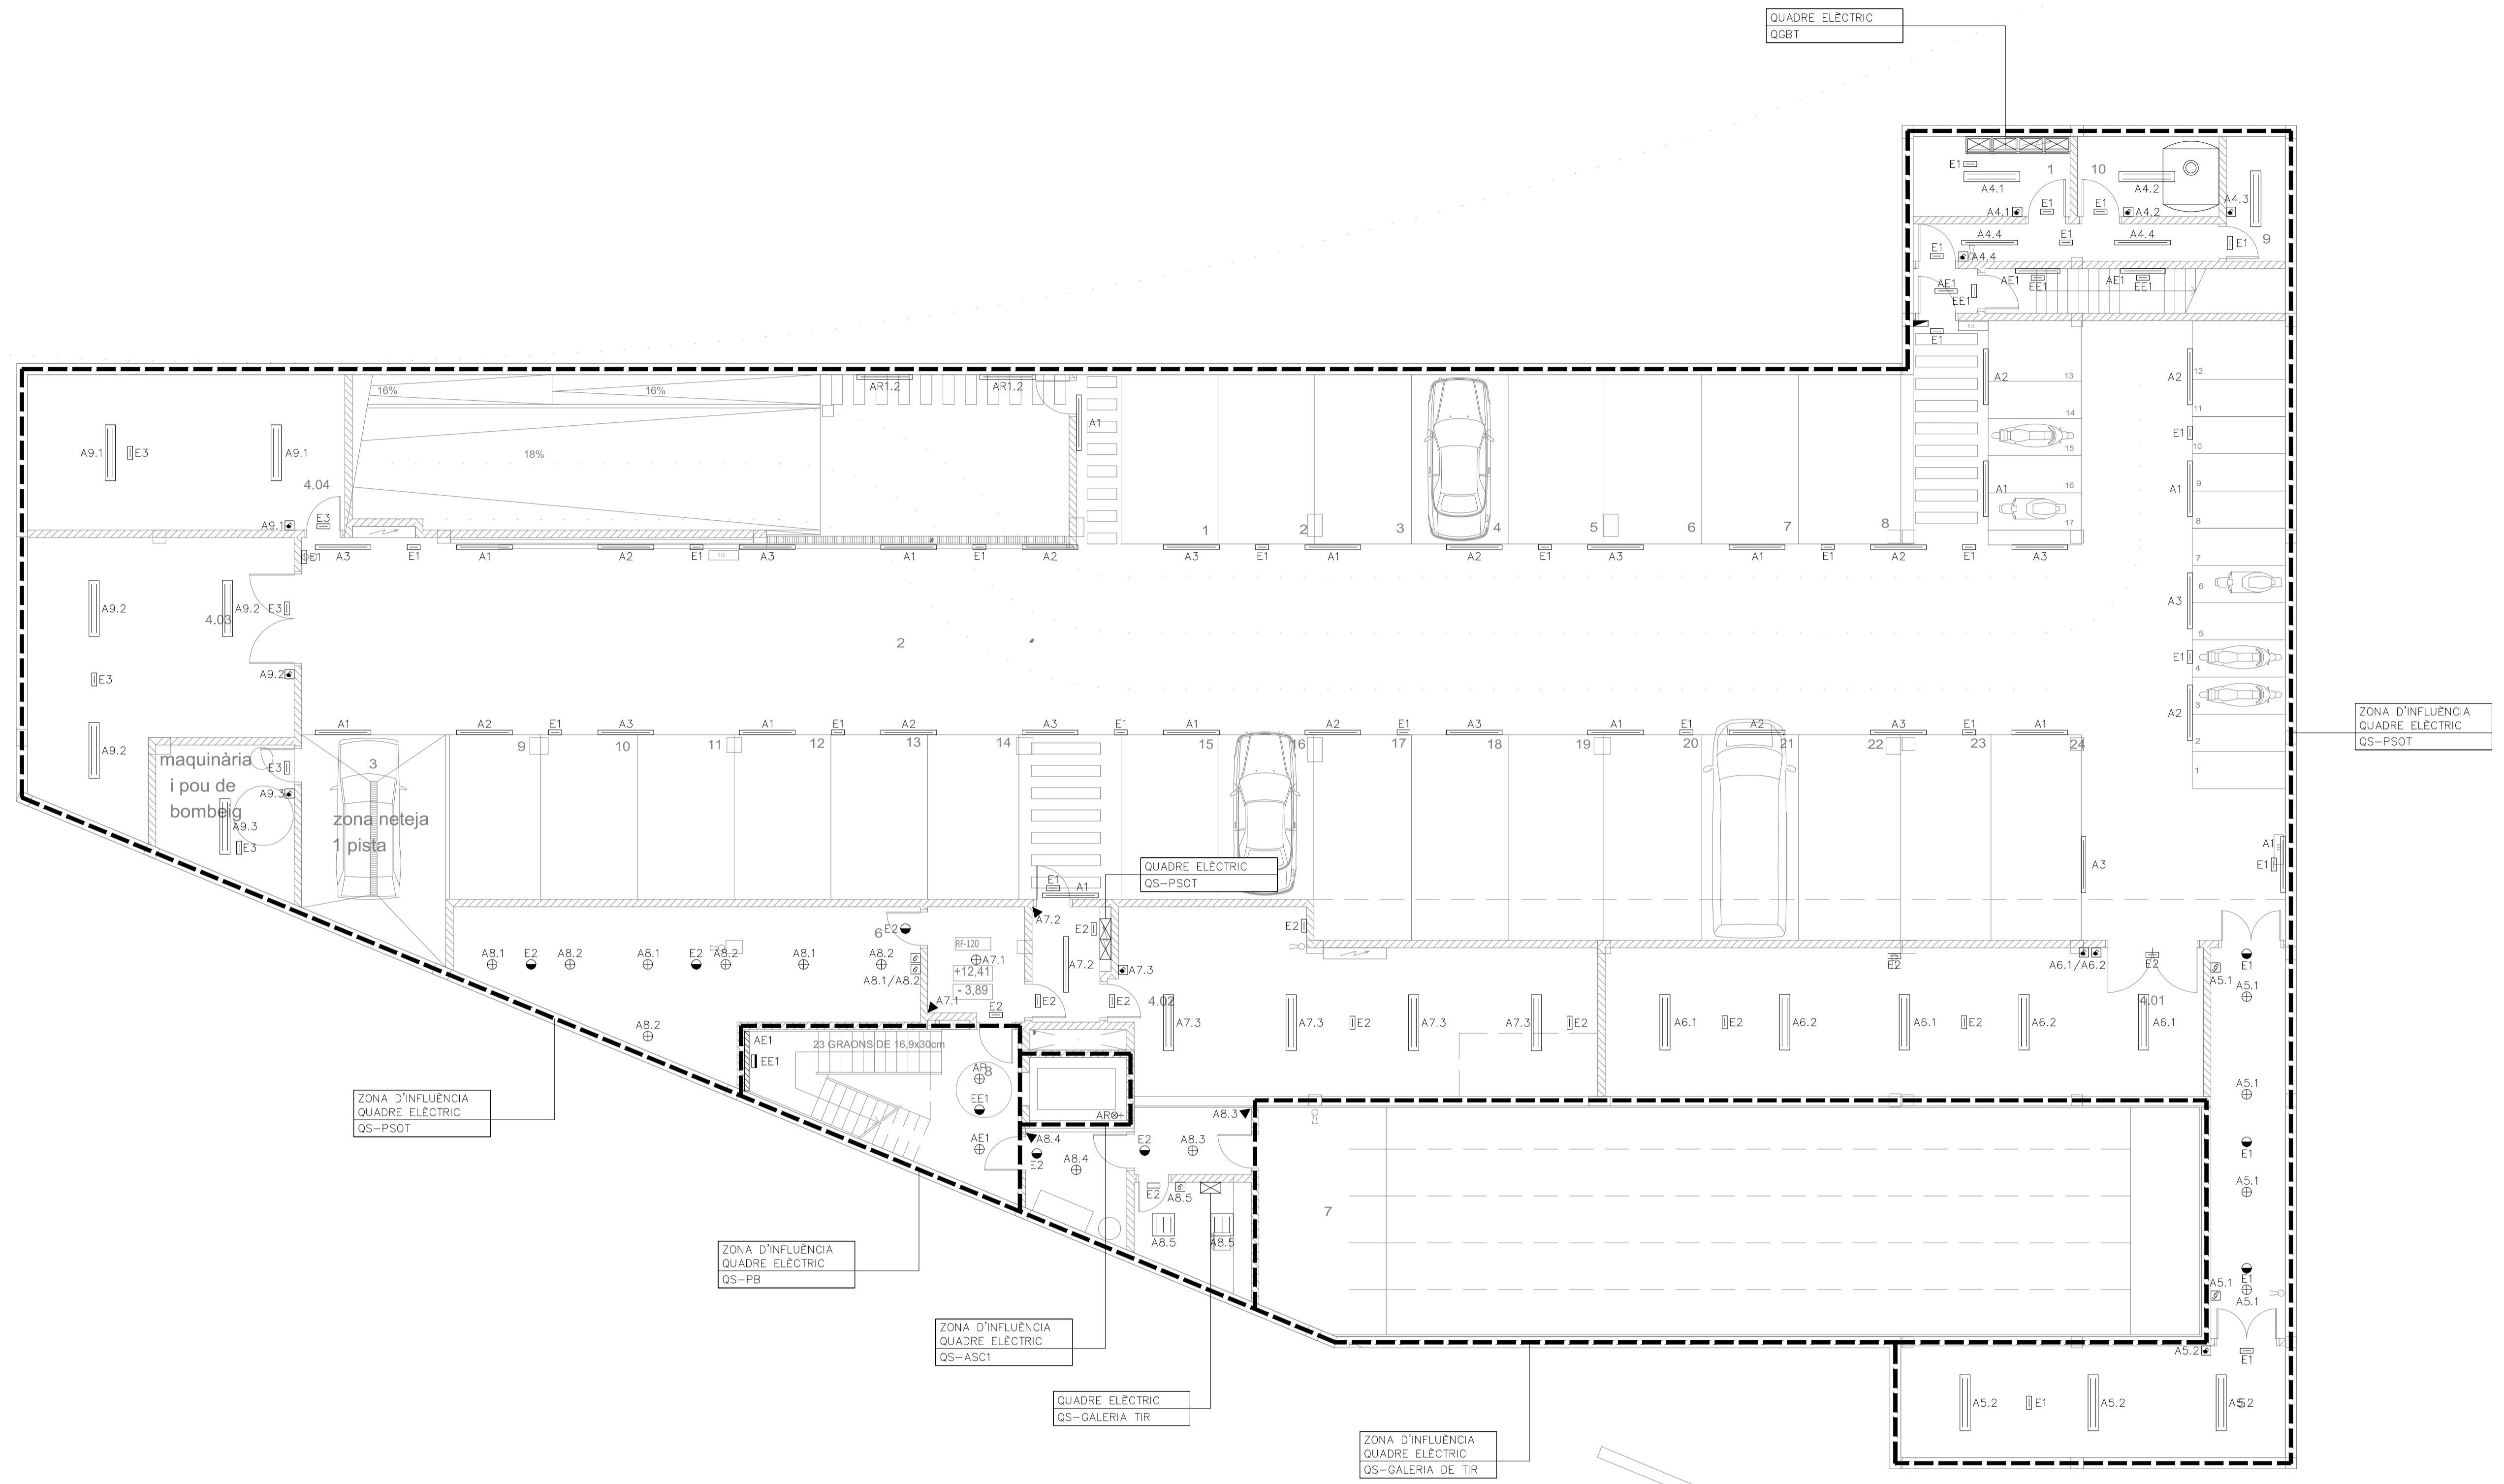 QUADRE ELÈCTRIC
QGBT
E1
1
10
A4.1
A4.2
A4.3
A4.1
E1
E1
A4.2
A4.4
E1
A4.4
E1
9
E1
A4.4
AE1
EE1
AE1
EE1
AE1
EE1
E1
16%
16%
AR1.2
AR1.2
18%
A1
A9.1
E3
A9.1
4.04
A9.1
E3
1
2
3
4
5
6
7
8
A2
13
14
15
A1
16
17
A2
12
11
E1
10
A1
9
8
7
6
A3
5
E1
4
3
A2
2
1
E1
A3
E1
A1
A2
E1
A3
A1
E1
A2
A3
E1
A1
A2
E1
A3
A1
E1
A2
E1
A3
A9.2
A9.2
E3
4.03
2
A9.2
E3
A9.2
A1
A2
E1
A3
A1
E1
A2
A3
E1
A1
A2
E1
A3
A1
E1
A2
A3
E1
A1
9
10
11
12
13
14
15
16
17
18
19
20
21
22
23
24
ZONA D'INFLUÈNCIA
QUADRE ELÈCTRIC
QS-PSOT
maquinària
i pou de
bombeig
E3
A9.3
A9.3
E3
3
zona neteja
1 pista
QUADRE ELÈCTRIC
QS-PSOT
E1
A1
A3
A1
E1
A7.2
6
E2
RF-120
A7.1
+12,41
- 3,89
E2
A7.2
A7.3
E2
A8.1
E2
A8.2
A8.1
E2
A8.2
A8.1
A8.2
A8.1/A8.2
A7.1
E2
E2
E2
4.02
A8.2
A7.3
A7.3
E2
A7.3
A7.3
E2
E2
A6.1/A6.2
E2
4.01
A6.1
E2
A6.2
A6.1
E2
A6.2
A6.1
E1
A5.1
A5.1
A5.1
E1
A5.1
A5.1
E1
A5.1
AE1
EE1
23 GRAONS DE 16,9x30cm
AP
8
EE1
AE1
AR
A8.4
E2
A8.4
E2
A8.3
A8.3
E2
A8.5
A8.5
A8.5
7
ZONA D'INFLUÈNCIA
QUADRE ELÈCTRIC
QS-PSOT
ZONA D'INFLUÈNCIA
QUADRE ELÈCTRIC
QS-PB
ZONA D'INFLUÈNCIA
QUADRE ELÈCTRIC
QS-ASC1
QUADRE ELÈCTRIC
QS-GALERIA TIR
ZONA D'INFLUÈNCIA
QUADRE ELÈCTRIC
QS-GALERIA DE TIR
A5.2
E1
A5.2
E1
A5.2
A5.2